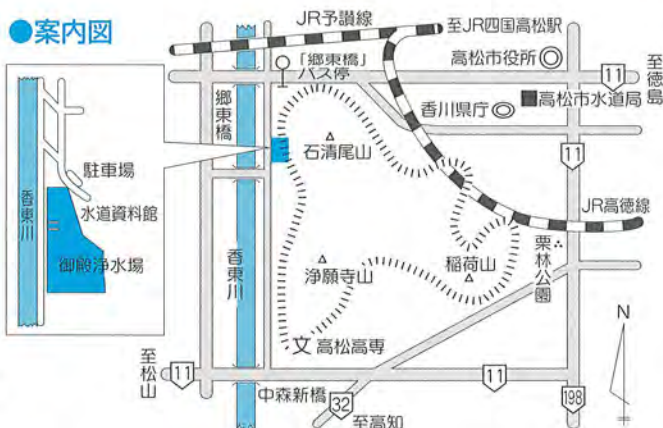 ●案内図
JR予讃線
至JR四国高松駅
「郷東橋」
バス停
高松市役所
至徳島
11
郷東橋
香川県庁
高松市水道局
石清尾山
11
駐車場
水道資料館
香東川
御殿浄水場
JR高徳線
栗林公園
稲荷山
浄願寺山
香東川
文 高松高専
N
至松山
11
中森新橋
11
32
至高知
198